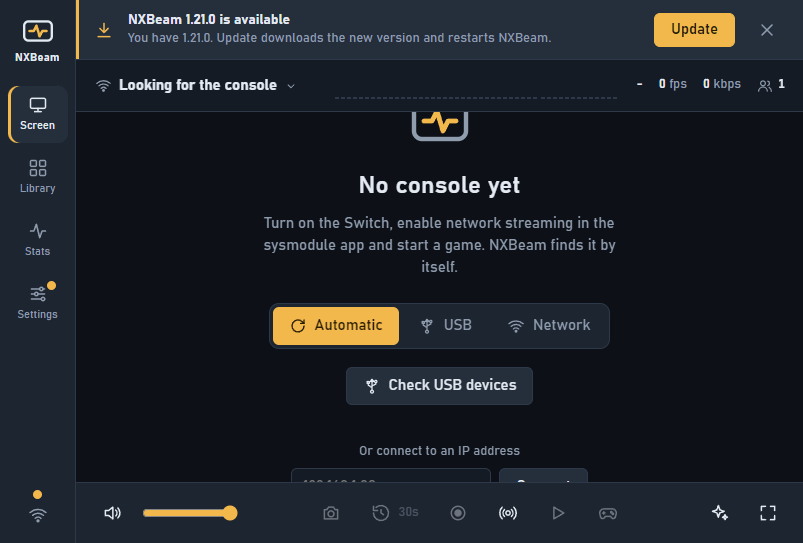 NXBeam 1.21.0 is available
You have 1.21.0. Update downloads the new version and restarts NXBeam.
Update
NXBeam
Looking for the console
- 0 fps 0 kbps 1
Screen
Library
Stats
Settings
No console yet
Turn on the Switch, enable network streaming in the
sysmodule app and start a game. NXBeam finds it by
itself.
Automatic USB Network
Check USB devices
Or connect to an IP address
30s